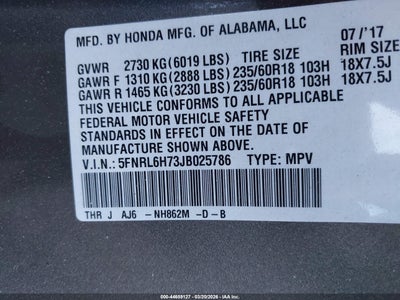 MFD. BY HONDA MFG. OF ALABAMA, LLC 07/'17
GVWR 2730 KG (6019 LBS) TIRE SIZE RIM SIZE
GAWR F 1310 KG (2888 LBS) 235/60R18 103H 18X7.5J
GAWR R 1465 KG (3230 LBS) 235/60R18 103H 18X7.5J
THIS VEHICLE CONFORMS TO ALL APPLICABLE
FEDERAL MOTOR VEHICLE SAFETY
STANDARDS IN EFFECT ON THE DATE OF
MANUFACTURE SHOWN ABOVE.
V.I.N.: 5FNRL6H73JB025786 TYPE: MPV
THR J AJ6 -NH862M -D-B
000-44659127 - 03/20/2026 - IAA Inc.